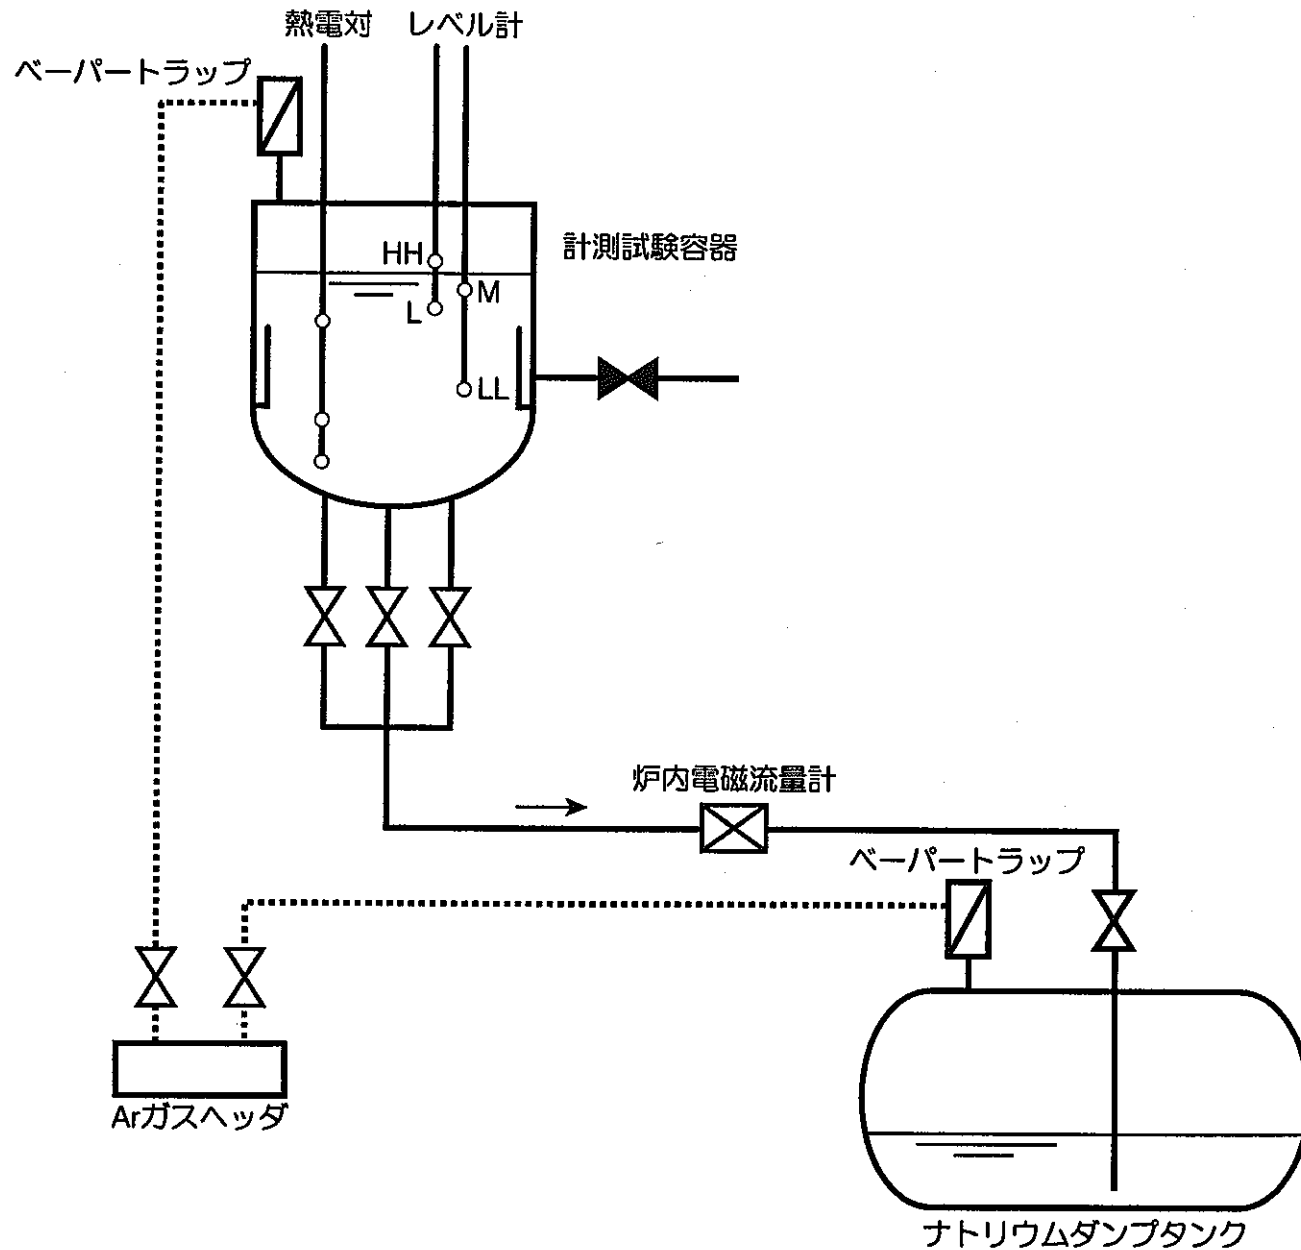 熱電対
レベル計
ベーパートラップ
計測試験容器
HH
M
L
LL
炉内電磁流量計
ベーパートラップ
Arガスヘッダ
ナトリウムダンプタンク